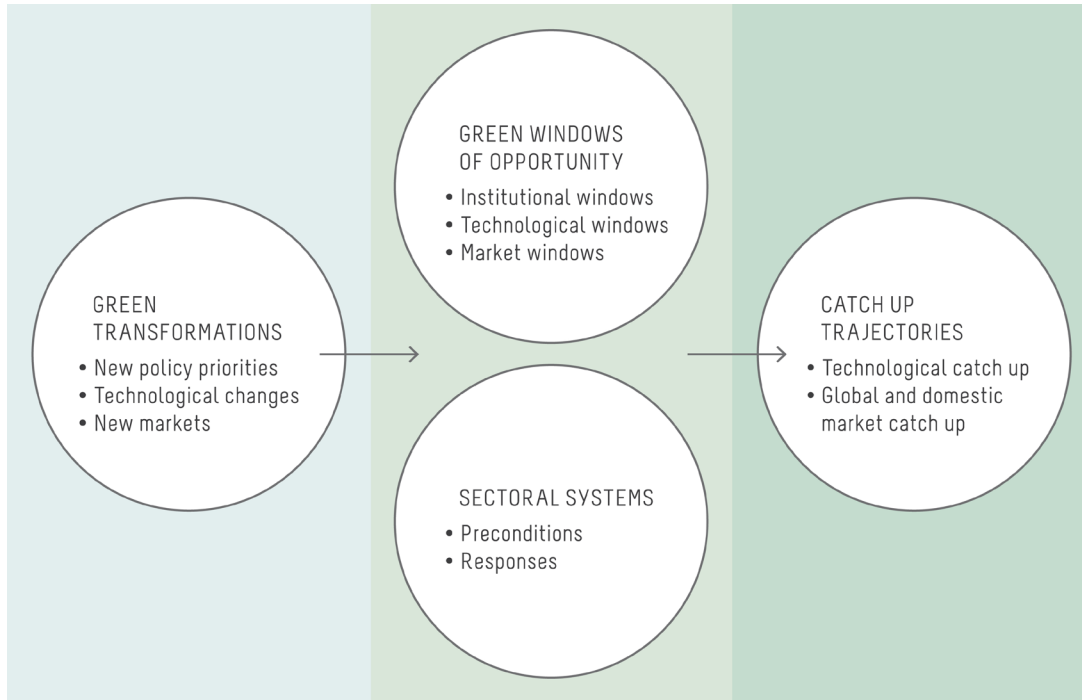 GREEN
TRANSFORMATIONS
• New policy priorities
• Technological changes
• New markets
GREEN WINDOWS
OF OPPORTUNITY
• Institutional windows
• Technological windows
• Market windows
SECTORAL SYSTEMS
• Preconditions
• Responses
CATCH UP
TRAJECTORIES
• Technological catch up
• Global and domestic
market catch up